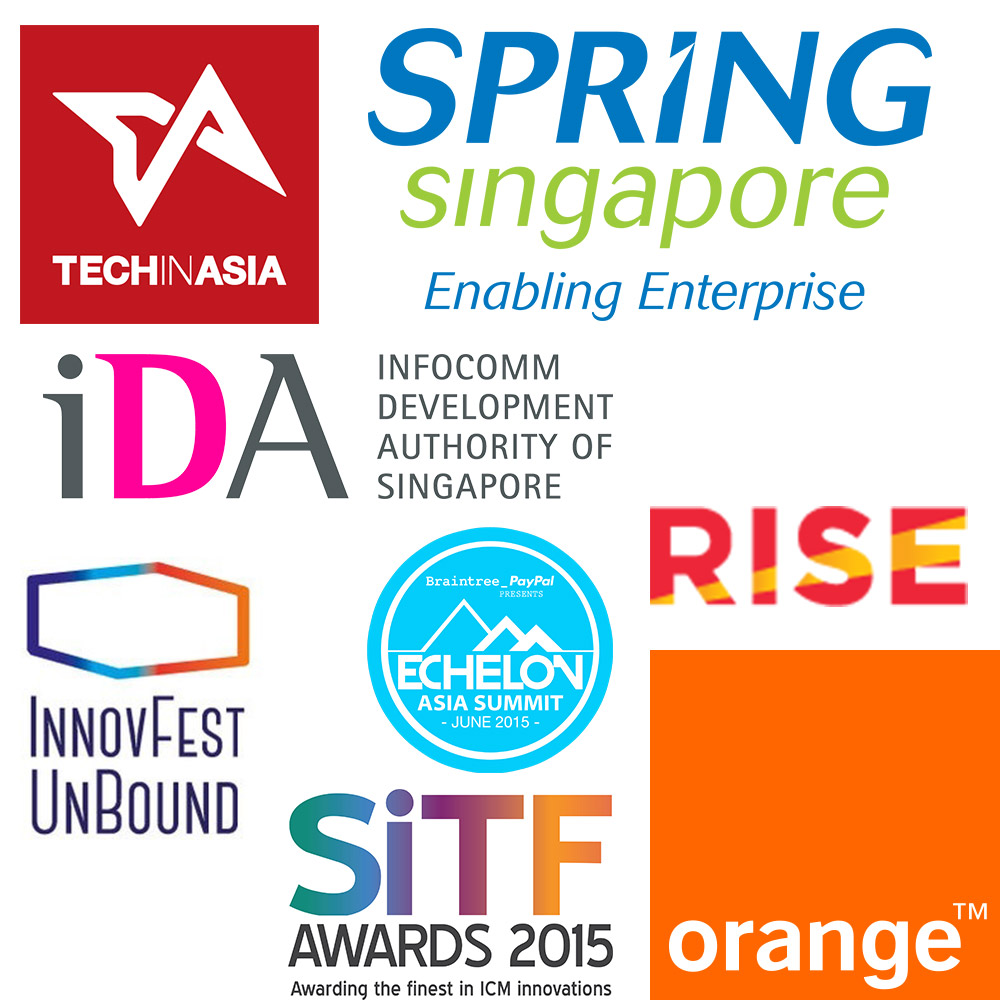 TECHINASIA
SPRING
singapore
Enabling Enterprise
iDA
INFOCOMM
DEVELOPMENT
AUTHORITY OF
SINGAPORE
RISE
Braintree_PayPal
PRESENTS
ECHELON
ASIA SUMMIT
- JUNE 2015 -
INNOVFEST
UNBOUND
SiTF
AWARDS 2015
Awarding the finest in ICM innovations
orange™